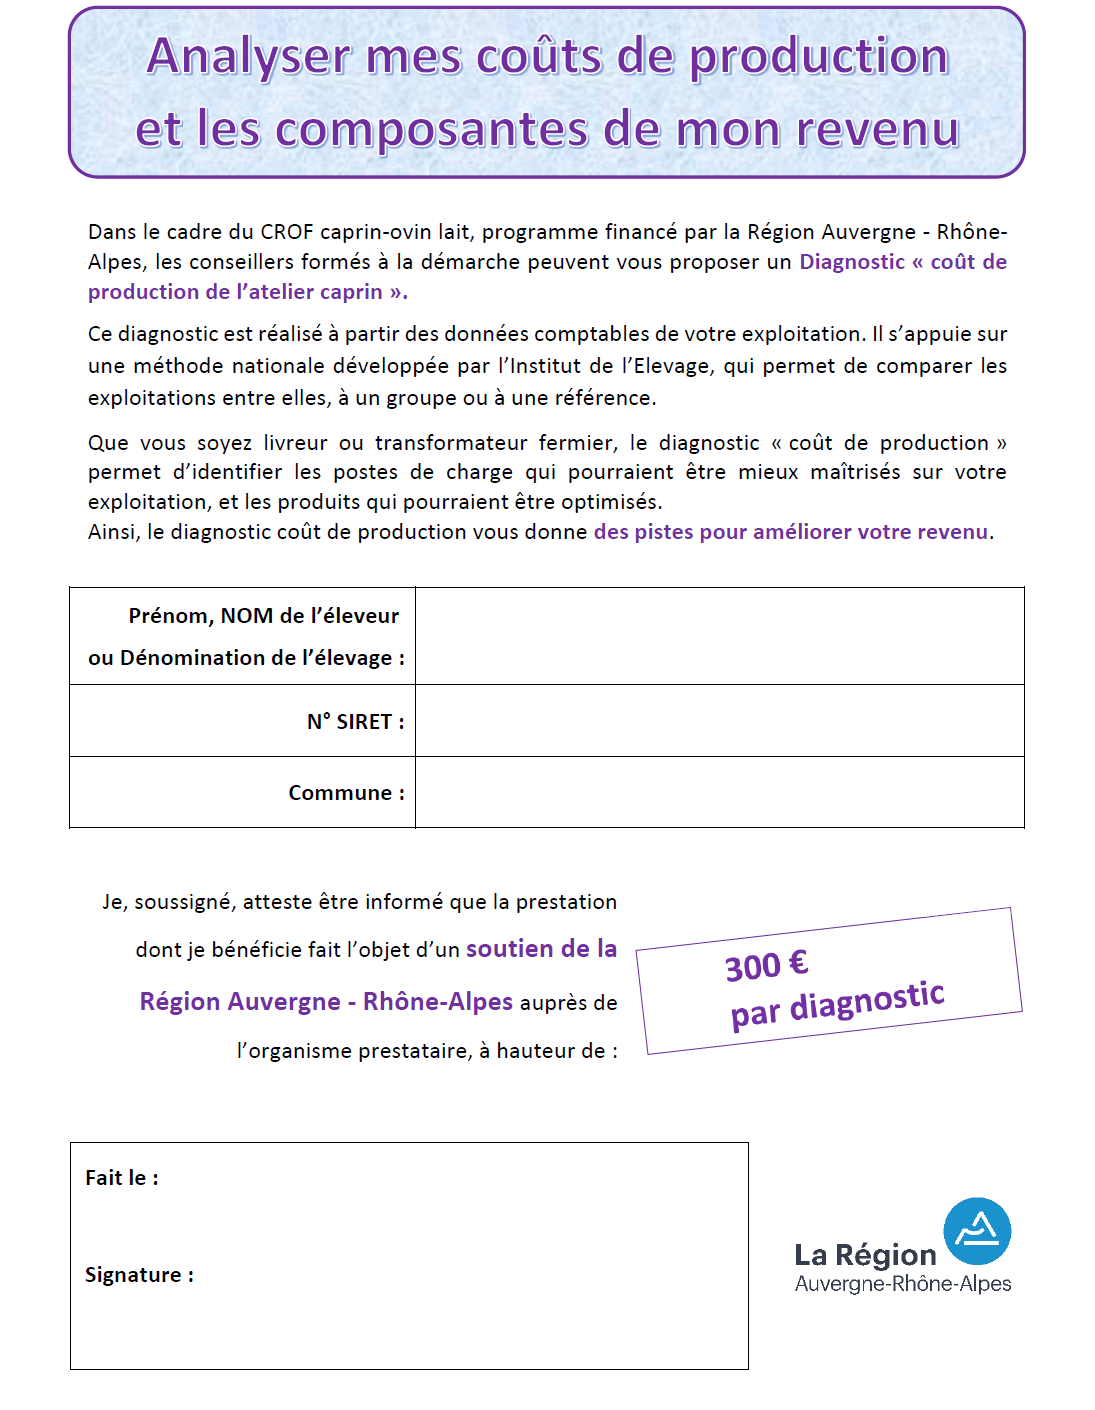 Analyser mes coûts de production
et les composantes de mon revenu
Dans le cadre du CROF caprin-ovin lait, programme financé par la Région Auvergne - Rhône-
Alpes, les conseillers formés à la démarche peuvent vous proposer un Diagnostic « coût de
production de l’atelier caprin ».
Ce diagnostic est réalisé à partir des données comptables de votre exploitation. Il s’appuie sur
une méthode nationale développée par l’Institut de l’Elevage, qui permet de comparer les
exploitations entre elles, à un groupe ou à une référence.
Que vous soyez livreur ou transformateur fermier, le diagnostic « coût de production »
permet d’identifier les postes de charge qui pourraient être mieux maîtrisés sur votre
exploitation, et les produits qui pourraient être optimisés.
Ainsi, le diagnostic coût de production vous donne des pistes pour améliorer votre revenu.
Prénom, NOM de l’éleveur
ou Dénomination de l’élevage :
N° SIRET :
Commune :
Je, soussigné, atteste être informé que la prestation
dont je bénéficie fait l’objet d’un soutien de la
Région Auvergne - Rhône-Alpes auprès de
l’organisme prestataire, à hauteur de :
300 €
par diagnostic
Fait le :
Signature :
La Région
Auvergne-Rhône-Alpes